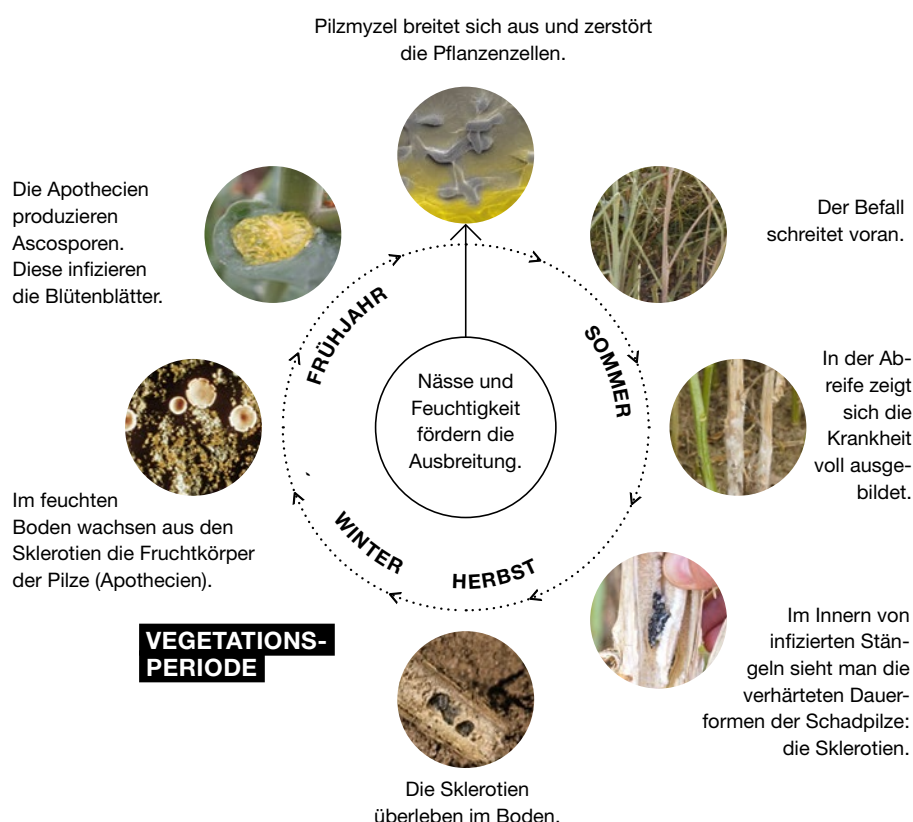 Pilzmyzel breitet sich aus und zerstört
die Pflanzenzellen.
Die Apothecien
produzieren
Ascosporen.
Diese infizieren
die Blütenblätter.
Der Befall
schreitet voran.
FRÜHJAHR
SOMMER
Nässe und
Feuchtigkeit
fördern die
Ausbreitung.
In der Ab-
reife zeigt
sich die
Krankheit
voll ausge-
bildet.
Im feuchten
Boden wachsen aus den
Sklerotien die Fruchtkörper
der Pilze (Apothecien).
WINTER
HERBST
Im Innern von
infizierten Stän-
geln sieht man die
verhärteten Dauer-
formen der Schadpilze:
die Sklerotien.
VEGETATIONS-
PERIODE
Die Sklerotien
überleben im Boden.